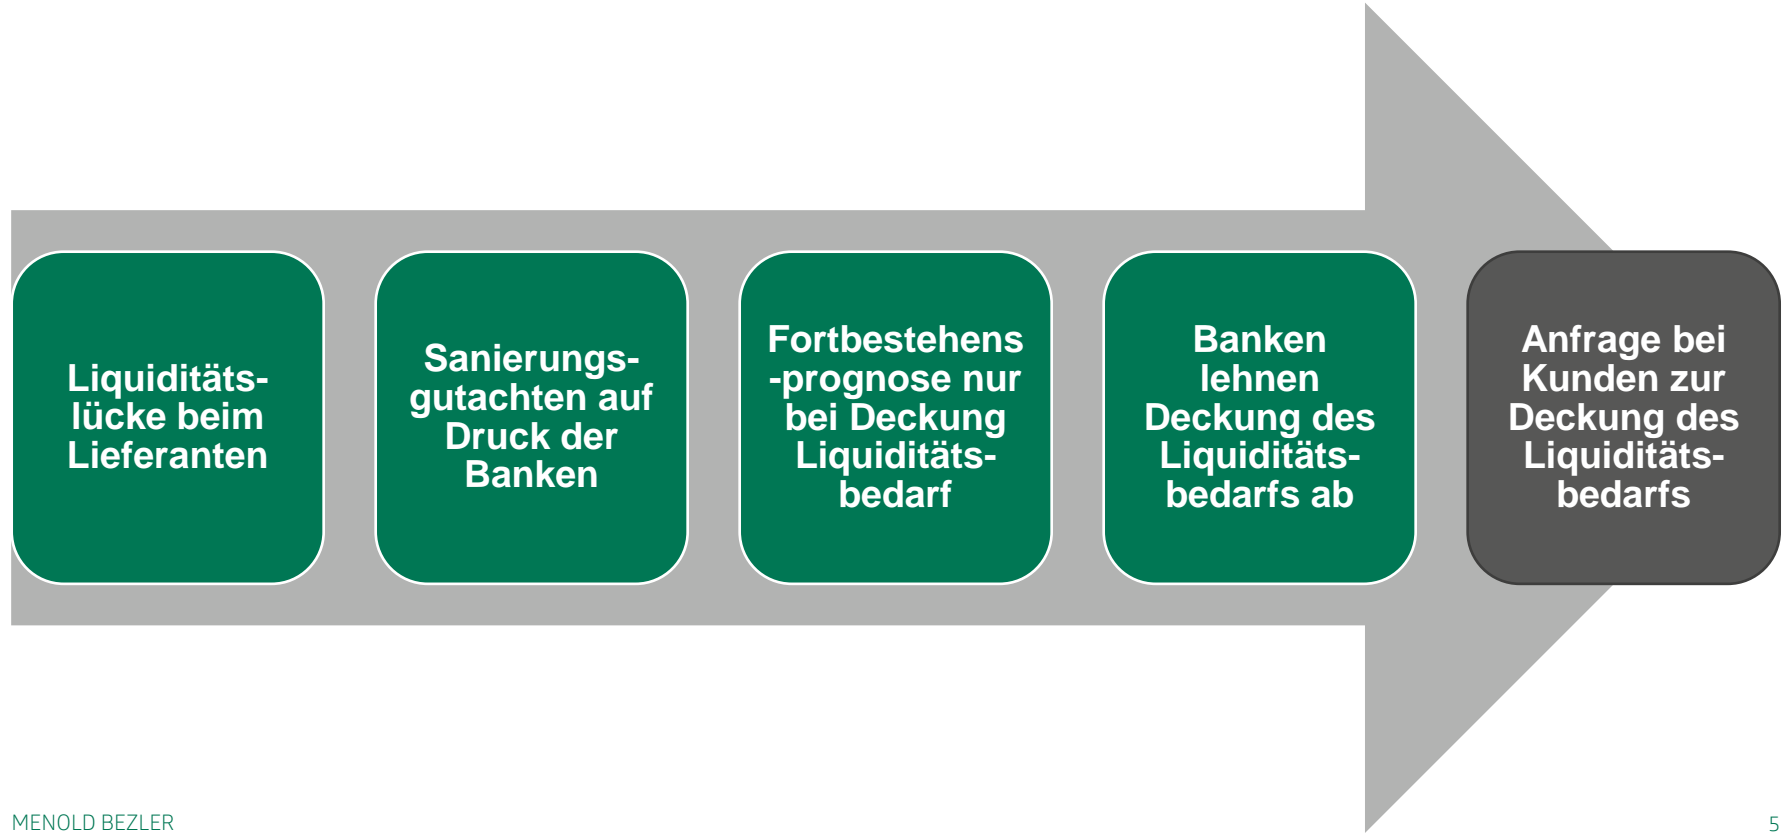 Liquiditäts-
lücke beim
Lieferanten
Sanierungs-
gutachten auf
Druck der
Banken
Fortbestehens
-prognose nur
bei Deckung
Liquiditäts-
bedarf
Banken
lehnen
Deckung des
Liquiditäts-
bedarfs ab
Anfrage bei
Kunden zur
Deckung des
Liquiditäts-
bedarfs
MENOLD BEZLER
5